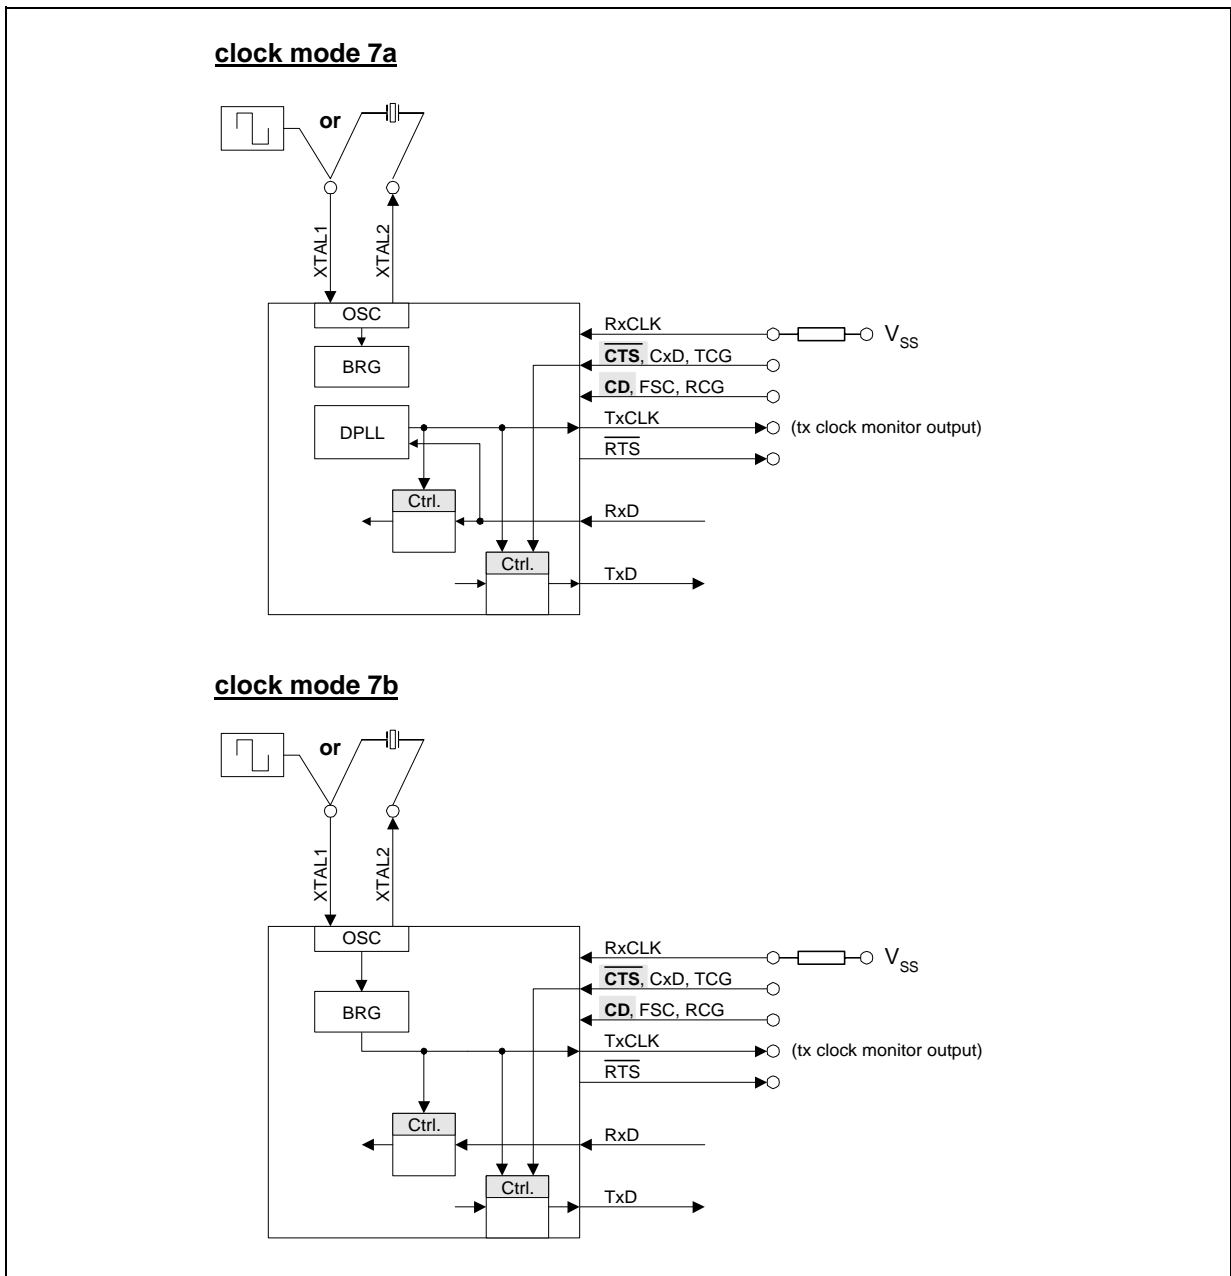 clock mode 7a
or
XTAL1
XTAL2
OSC
BRG
DPLL
Ctrl.
Ctrl.
RxCLK
VSS
CTS, CxD, TCG
CD, FSC, RCG
TxCLK
(tx clock monitor output)
RTS
RxD
TxD
clock mode 7b
or
XTAL1
XTAL2
OSC
BRG
Ctrl.
Ctrl.
RxCLK
VSS
CTS, CxD, TCG
CD, FSC, RCG
TxCLK
(tx clock monitor output)
RTS
RxD
TxD